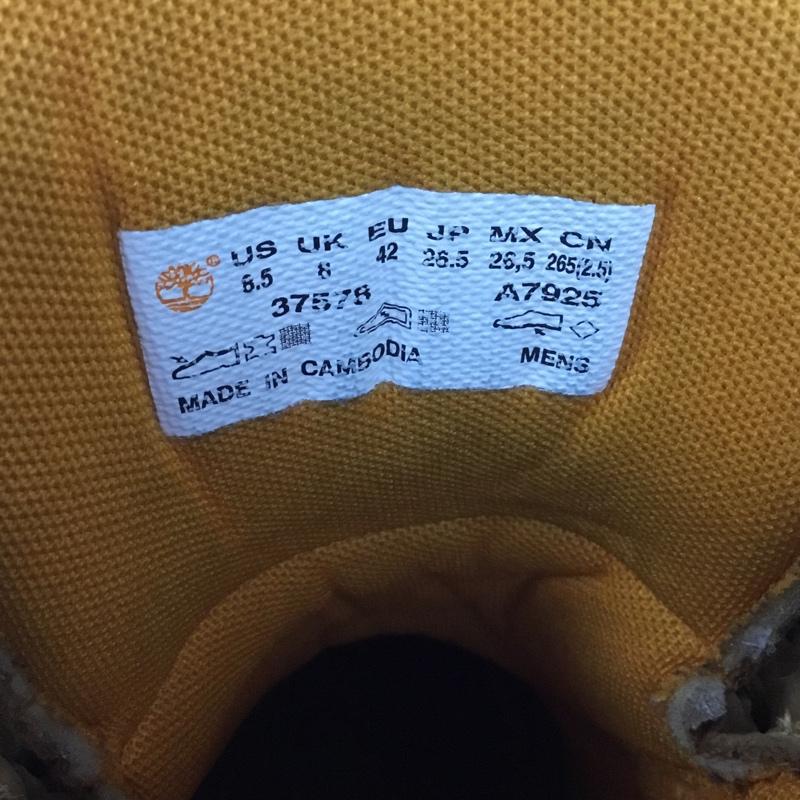 US UK EU JP MX CN
8.5 8 42 26.5 26,5 265(2.5)
37578 A7925
MENS
MADE IN CAMBODIA